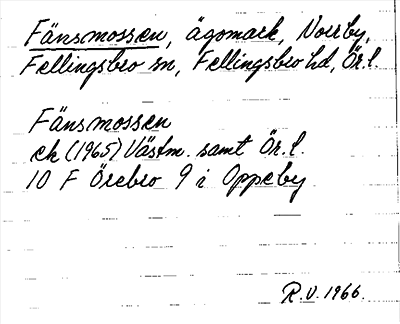 Fänsmossen, ägomark, Norrby,
Fellingsbro sn, Fellingsbro hd, Ör. l.
Fänsmossen
ek (1965) Västm. samt Ör. l.
10 F Örebro 9 i Oppeby
R.V. 1966.